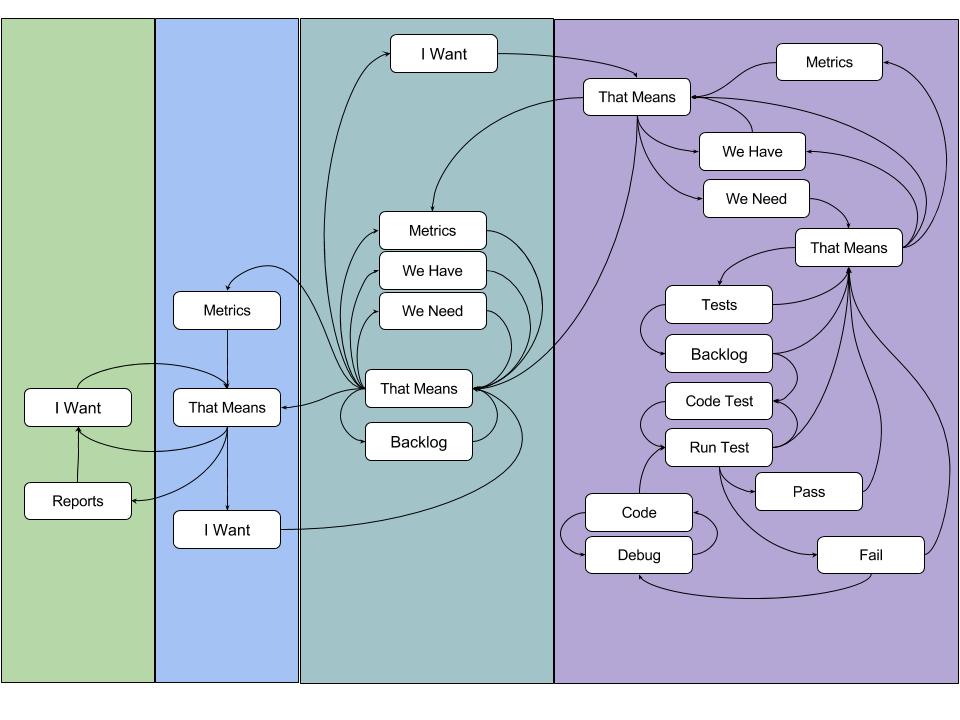 I Want
Reports
Metrics
That Means
I Want
I Want
Metrics
We Have
We Need
That Means
Backlog
Metrics
That Means
We Have
We Need
That Means
Tests
Backlog
Code Test
Run Test
Pass
Code
Debug
Fail